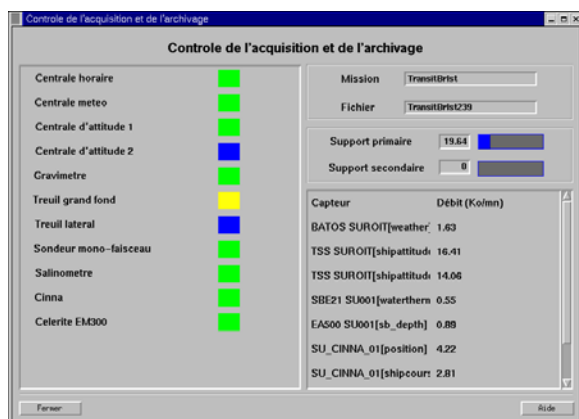 Controle de l'acquisition et de l'archivage
Controle de l'acquisition et de l'archivage
Centrale horaire
Centrale meteo
Centrale d'attitude 1
Centrale d'attitude 2
Gravimetre
Treuil grand fond
Treuil lateral
Sondeur mono-faisceau
Salinometre
Cinna
Celerite EM300
Mission TransitBrist
Fichier TransitBrist239
Support primaire 19.64
Support secondaire 0
Capteur Débit (Ko/mn)
BATOS SUROIT[weather] 1.63
TSS SUROIT[shipattitude 16.41
TSS SUROIT[shipattitude 14.06
SBE21 SU001[watertherm 0.55
EA500 SU001[sb_depth] 0.89
SU_CINNA_01[position] 4.22
SU_CINNA_01[shipcour: 2.81
Fermer
Aide